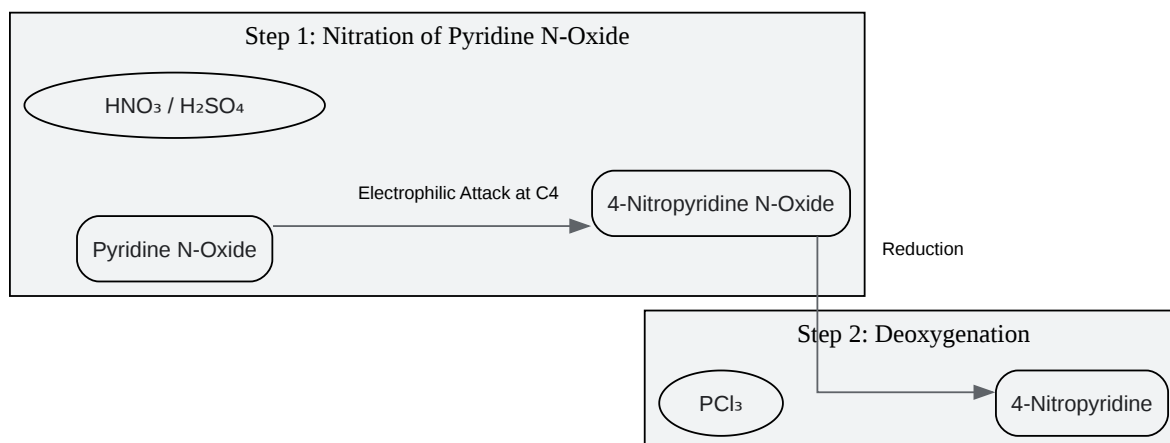 Step 1: Nitration of Pyridine N-Oxide
HNO₃ / H₂SO₄
Electrophilic Attack at C4
4-Nitropyridine N-Oxide
Pyridine N-Oxide
Reduction
Step 2: Deoxygenation
PCl₃
4-Nitropyridine